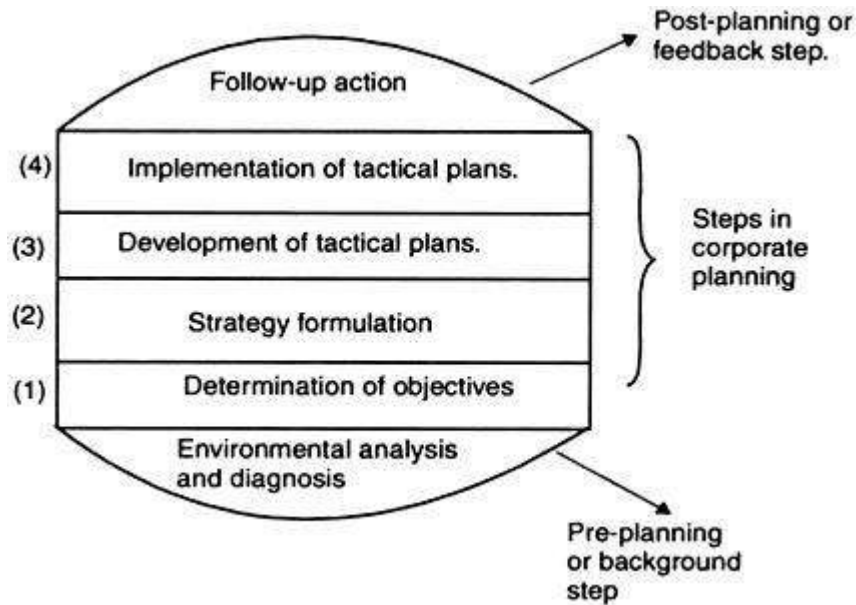 Post-planning or
feedback step.
Follow-up action
(4)
Implementation of tactical plans.
(3)
Development of tactical plans.
Steps in
corporate
planning
(2)
Strategy formulation
(1)
Determination of objectives
Environmental analysis
and diagnosis
Pre-planning
or background
step